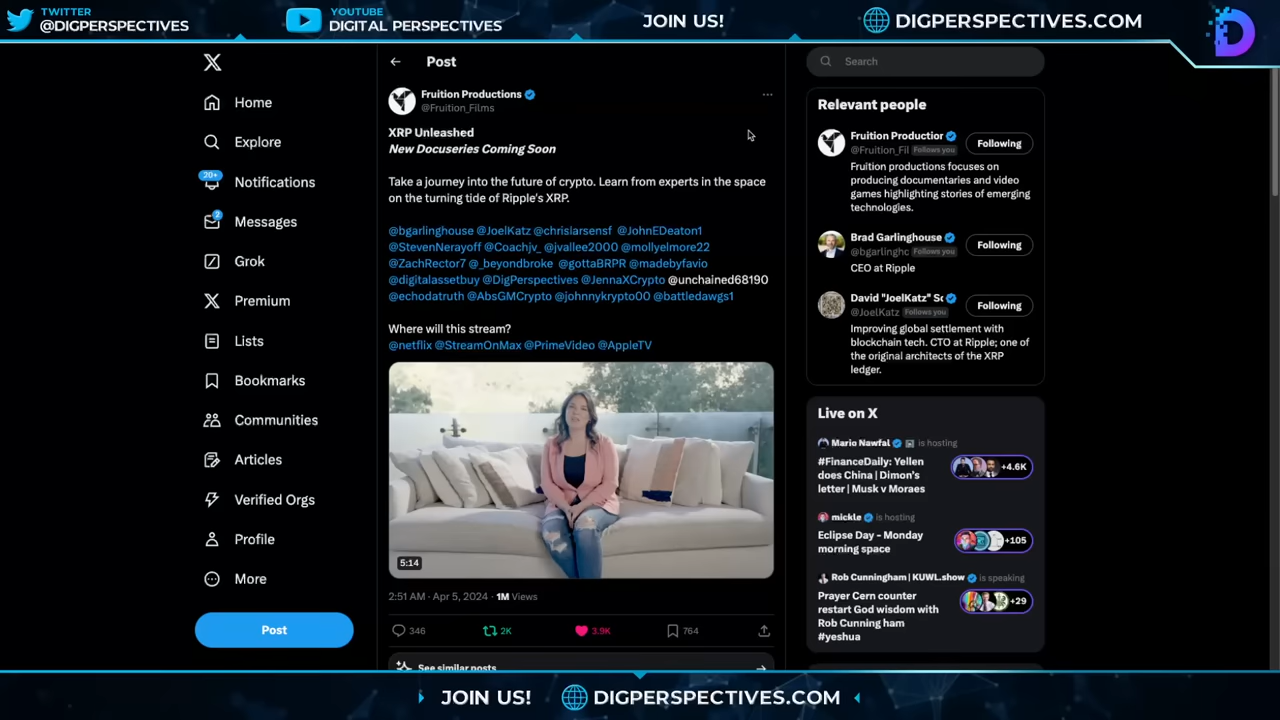 TWITTER
@DIGPERSPECTIVES
YOUTUBE
DIGITAL PERSPECTIVES
JOIN US!
DIGPERSPECTIVES.COM
Home
Explore
20+
Notifications
2
Messages
Grok
Premium
Lists
Bookmarks
Communities
Articles
Verified Orgs
Profile
More
Post
Post
Fruition Productions
@Fruition_Films
XRP Unleashed
New Docuseries Coming Soon
Take a journey into the future of crypto. Learn from experts in the space
on the turning tide of Ripple's XRP.
@bgarlinghouse @JoelKatz @chrislarsensf @JohnEDeaton1
@StevenNerayoff @Coachjv_ @jvallee2000 @mollyelmore22
@ZachRector7 @_beyondbroke @gottaBRPR @madebyfavio
@digitalassetbuy @DigPerspectives @JennaXCrypto @unchained68190
@echodatruth @AbsGMCrypto @johnnykrypto00 @battledawgs1
Where will this stream?
@netflix @StreamOnMax @PrimeVideo @AppleTV
5:14
2:51 AM · Apr 5, 2024 · 1M Views
346
2K
3.9K
764
See similar posts
Search
Relevant people
Fruition Production
@Fruition_Fil Follows you
Following
Fruition productions focuses on
producing documentaries and video
games highlighting stories of emerging
technologies.
Brad Garlinghouse
@bgarlinghc Follows you
Following
CEO at Ripple
David "JoelKatz" Sc
@JoelKatz Follows you
Following
Improving global settlement with
blockchain tech. CTO at Ripple; one of
the original architects of the XRP
ledger.
Live on X
Mario Nawfal is hosting
#FinanceDaily: Yellen
does China | Dimon's
letter | Musk v Moraes
+4.6K
mickle is hosting
Eclipse Day - Monday
morning space
+105
Rob Cunningham | KUWL.show is speaking
Prayer Cern counter
restart God wisdom with
Rob Cunning ham
#yeshua
+29
JOIN US!
DIGPERSPECTIVES.COM